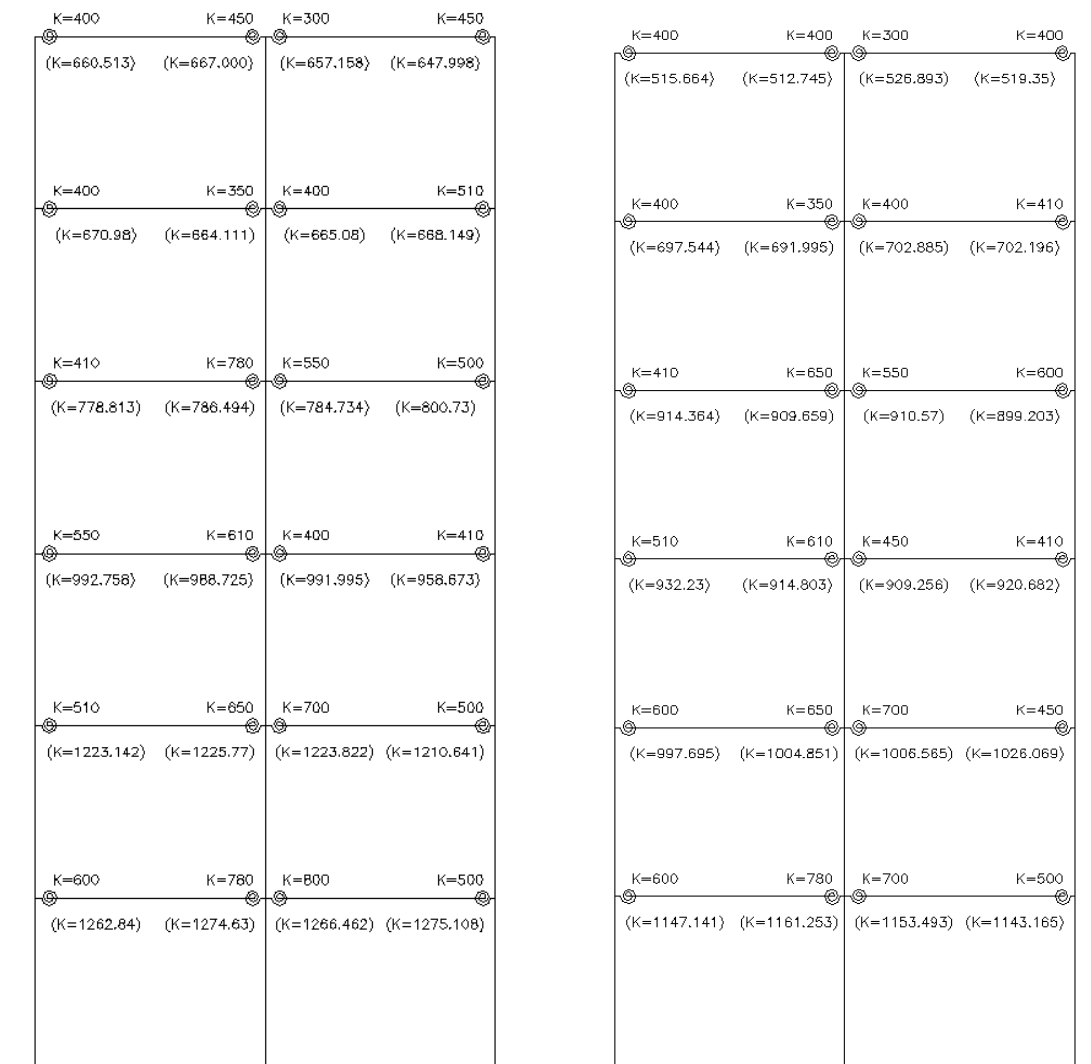 K=400 K=450 K=300 K=450
(K=660.513) (K=667.000) (K=657.158) (K=647.998)
K=400 K=350 K=400 K=510
(K=670.98) (K=664.111) (K=665.08) (K=668.149)
K=410 K=780 K=550 K=500
(K=778.813) (K=786.494) (K=784.734) (K=800.73)
K=550 K=610 K=400 K=410
(K=992.758) (K=988.725) (K=991.995) (K=958.673)
K=510 K=650 K=700 K=500
(K=1223.142) (K=1225.77) (K=1223.822) (K=1210.641)
K=600 K=780 K=800 K=500
(K=1262.84) (K=1274.63) (K=1266.462) (K=1275.108)
K=400 K=400 K=300 K=400
(K=515.664) (K=512.745) (K=526.893) (K=519.35)
K=400 K=350 K=400 K=410
(K=697.544) (K=691.995) (K=702.885) (K=702.196)
K=410 K=650 K=550 K=600
(K=914.364) (K=909.659) (K=910.57) (K=899.203)
K=510 K=610 K=450 K=410
(K=932.23) (K=914.803) (K=909.256) (K=920.682)
K=600 K=650 K=700 K=450
(K=997.695) (K=1004.851) (K=1006.565) (K=1026.069)
K=600 K=780 K=700 K=500
(K=1147.141) (K=1161.253) (K=1153.493) (K=1143.165)